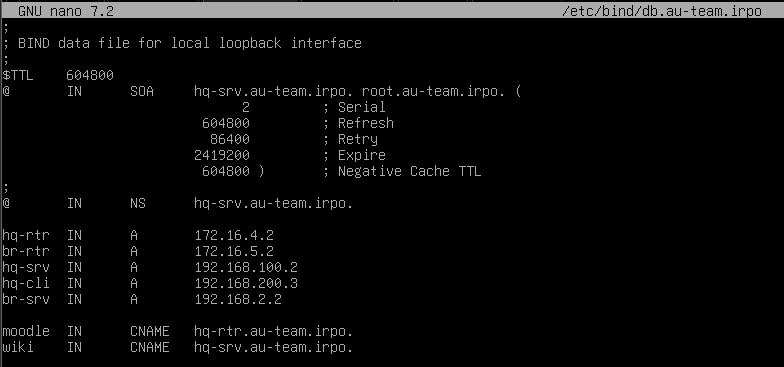 GNU nano 7.2 /etc/bind/db.au-team.irpo
;
; BIND data file for local loopback interface
;
$TTL 604800
@ IN SOA hq-srv.au-team.irpo. root.au-team.irpo. (
2 ; Serial
604800 ; Refresh
86400 ; Retry
2419200 ; Expire
604800 ) ; Negative Cache TTL
;
@ IN NS hq-srv.au-team.irpo.
hq-rtr IN A 172.16.4.2
br-rtr IN A 172.16.5.2
hq-srv IN A 192.168.100.2
hq-cli IN A 192.168.200.3
br-srv IN A 192.168.2.2
moodle IN CNAME hq-rtr.au-team.irpo.
wiki IN CNAME hq-srv.au-team.irpo.